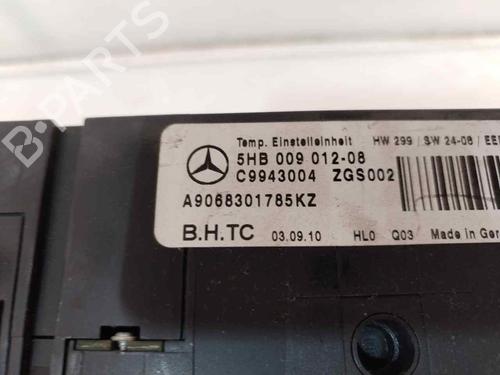 Temp. Einstelleinheit HW 299 / SW 24-08 / EE
5HB 009 012-08
C9943004 ZGS002
A9068301785KZ
B.H.TC 03.09.10 HL0 Q03 Made in Ger
B-PARTS